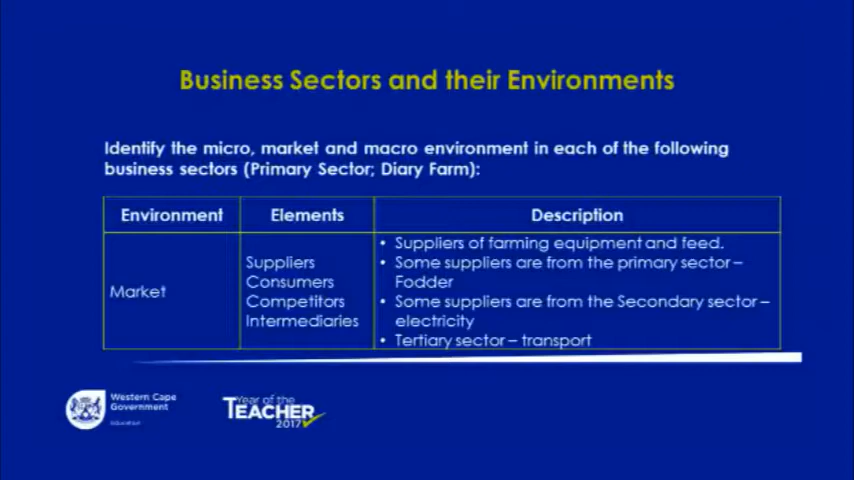 Business Sectors and their Environments
Identify the micro, market and macro environment in each of the following
business sectors (Primary Sector; Diary Farm):
Environment
Elements
Description
Market
Suppliers
Consumers
Competitors
Intermediaries
• Suppliers of farming equipment and feed.
• Some suppliers are from the primary sector –
Fodder
• Some suppliers are from the Secondary sector –
electricity
• Tertiary sector – transport
Western Cape
Government
Education
Year of the
TEACHER
2017